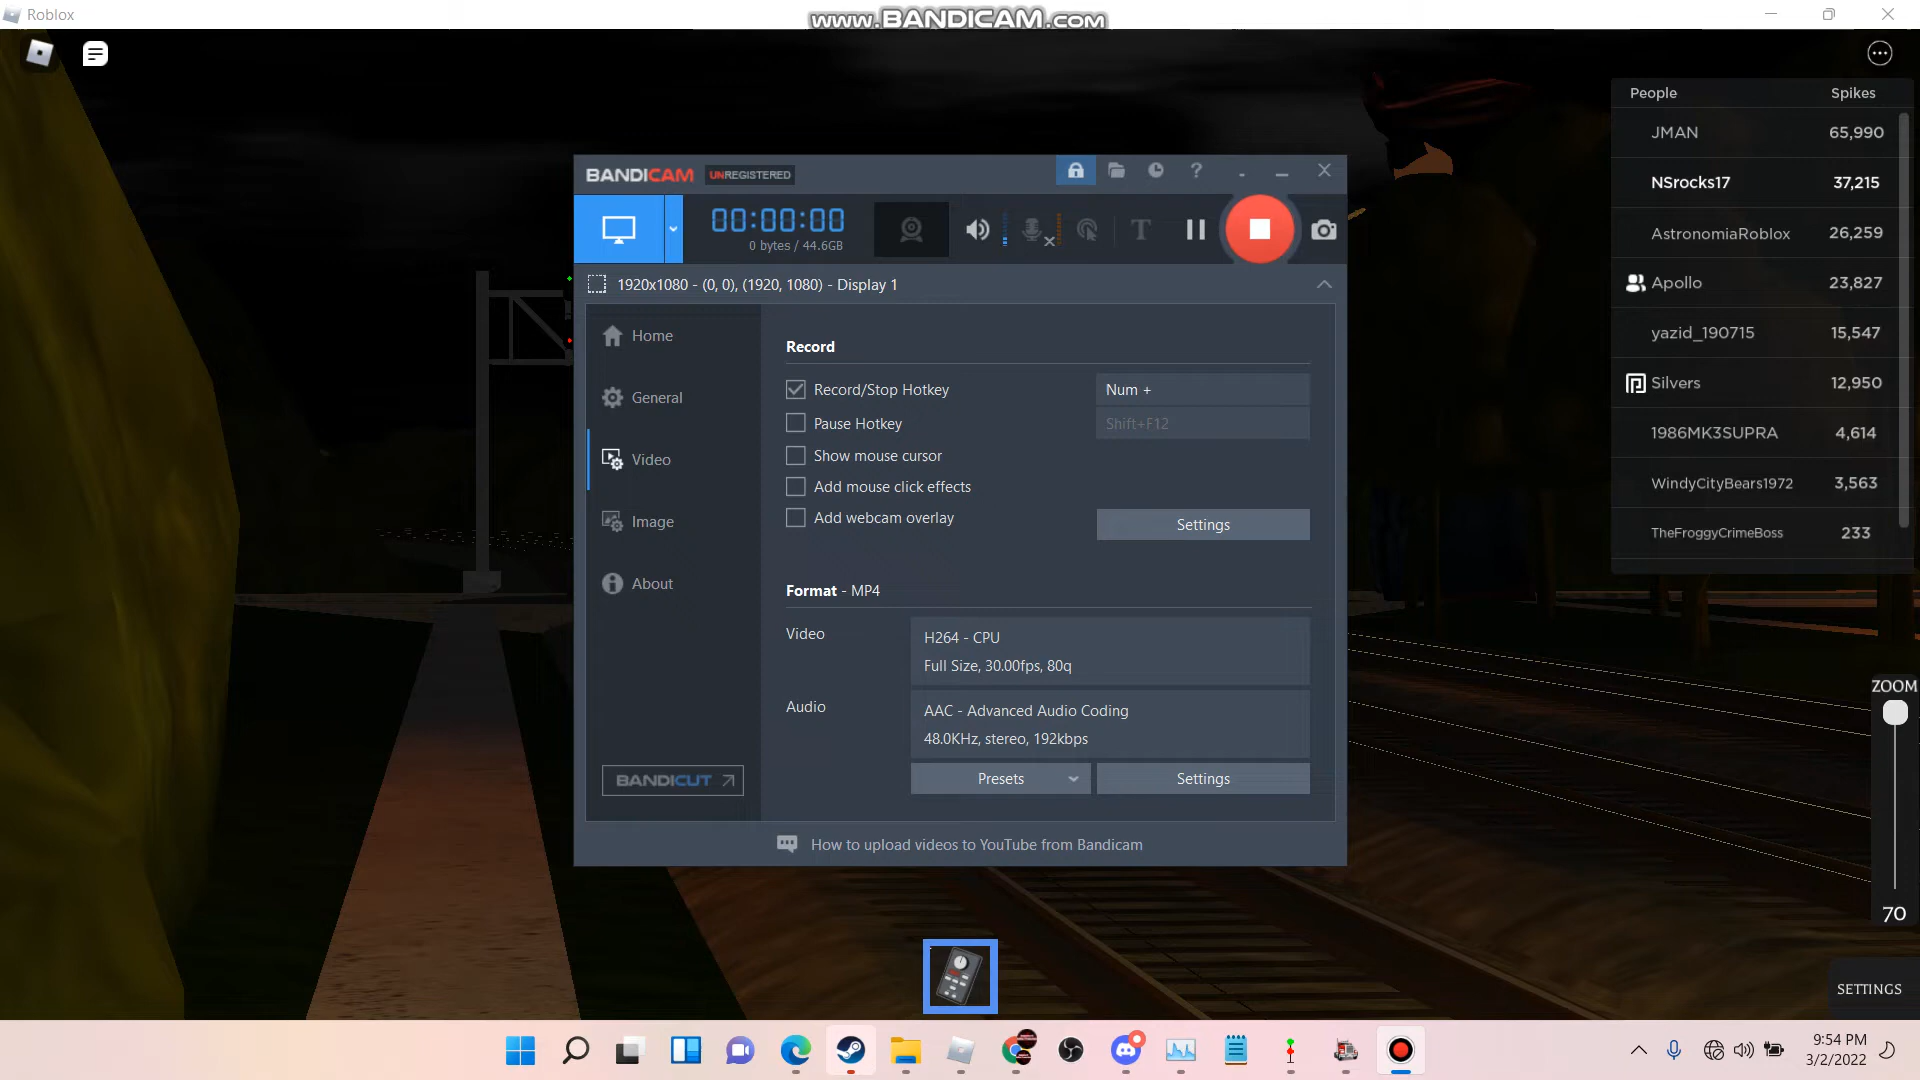 Roblox
www.BANDICAM.com
People Spikes
JMAN 65,990
NSrocks17 37,215
AstronomiaRoblox 26,259
Apollo 23,827
yazid_190715 15,547
Silvers 12,950
1986MK3SUPRA 4,614
WindyCityBears1972 3,563
TheFroggyCrimeBoss 233
BANDICAM UNREGISTERED
00:00:00
0 bytes / 44.6GB
T
1920x1080 - (0, 0), (1920, 1080) - Display 1
Home
General
Video
Image
About
BANDICUT
Record
Record/Stop Hotkey Num +
Pause Hotkey Shift+F12
Show mouse cursor
Add mouse click effects
Add webcam overlay
Settings
Format - MP4
Video
H264 - CPU
Full Size, 30.00fps, 80q
Audio
AAC - Advanced Audio Coding
48.0KHz, stereo, 192kbps
Presets Settings
How to upload videos to YouTube from Bandicam
ZOOM
70
SETTINGS
9:54 PM
3/2/2022